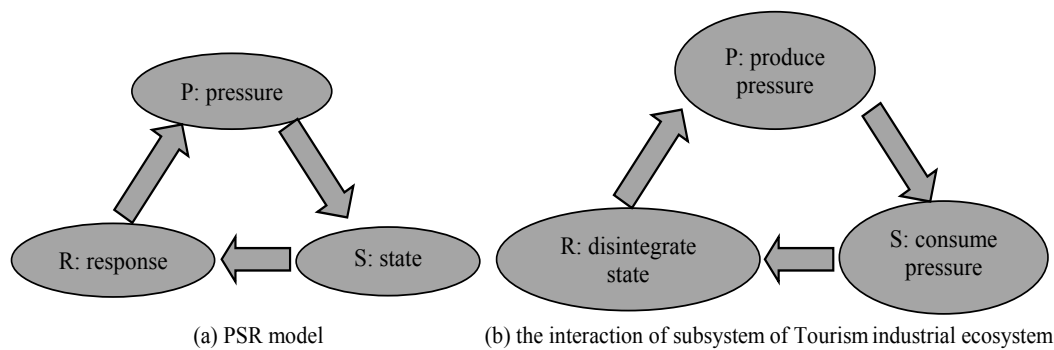 P: pressure
R: response
S: state
(a) PSR model
P: produce
pressure
R: disintegrate
state
S: consume
pressure
(b) the interaction of subsystem of Tourism industrial ecosystem